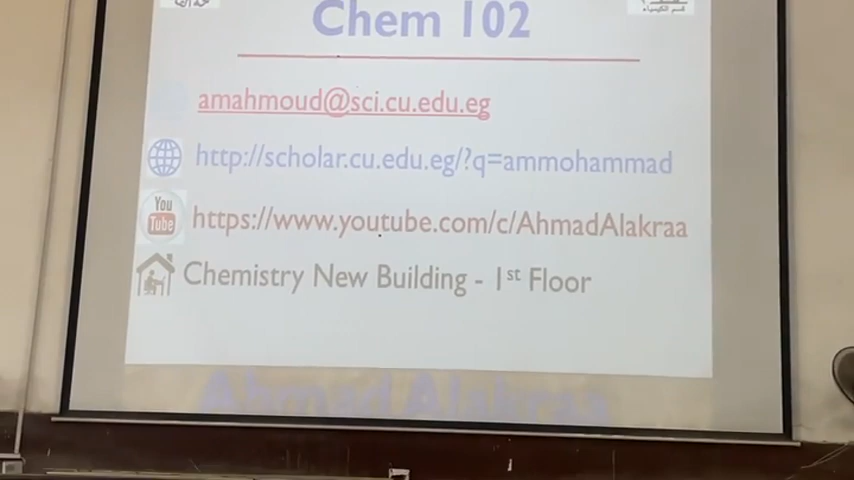 Chem 102
amahmoud@sci.cu.edu.eg
http://scholar.cu.edu.eg/?q=ammohammad
You
Tube
https://www.youtube.com/c/AhmadAlakraa
Chemistry New Building - 1st Floor
Ahmad Alakraa